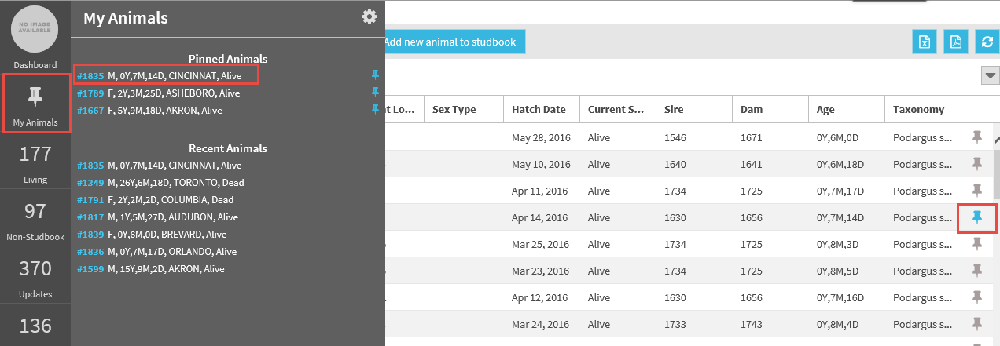 NO IMAGE
AVAILABLE
Dashboard
My Animals
177
Living
97
Non-Studbook
370
Updates
136
My Animals
Pinned Animals
#1835 M, 0Y,7M,14D, CINCINNAT, Alive
#1789 F, 2Y,3M,25D, ASHEBORO, Alive
#1667 F, 5Y,9M,18D, AKRON, Alive
Recent Animals
#1835 M, 0Y,7M,14D, CINCINNAT, Alive
#1349 M, 26Y,6M,18D, TORONTO, Dead
#1791 F, 2Y,2M,2D, COLUMBIA, Dead
#1817 M, 1Y,5M,27D, AUDUBON, Alive
#1839 F, 0Y,6M,0D, BREVARD, Alive
#1836 M, 0Y,7M,17D, ORLANDO, Alive
#1599 M, 15Y,9M,2D, AKRON, Alive
Add new animal to studbook
Lo... Sex Type Hatch Date Current S... Sire Dam Age Taxonomy
May 28, 2016 Alive 1546 1671 0Y,6M,0D Podargus s...
May 10, 2016 Alive 1640 1641 0Y,6M,18D Podargus s...
Apr 11, 2016 Alive 1734 1725 0Y,7M,17D Podargus s...
Apr 14, 2016 Alive 1630 1656 0Y,7M,14D Podargus s...
Mar 25, 2016 Alive 1734 1725 0Y,8M,3D Podargus s...
Mar 23, 2016 Alive 1734 1725 0Y,8M,5D Podargus s...
Apr 12, 2016 Alive 1630 1656 0Y,7M,16D Podargus s...
Mar 24, 2016 Alive 1733 1743 0Y,8M,4D Podargus s...